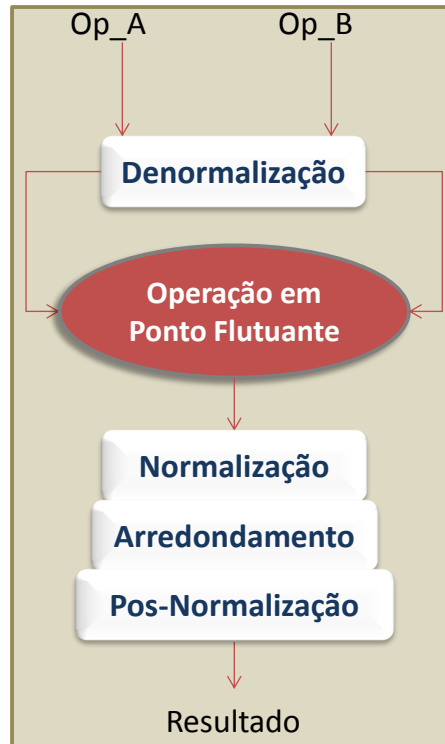 Op_A Op_B
Denormalização
Operação em
Ponto Flutuante
Normalização
Arredondamento
Pos-Normalização
Resultado